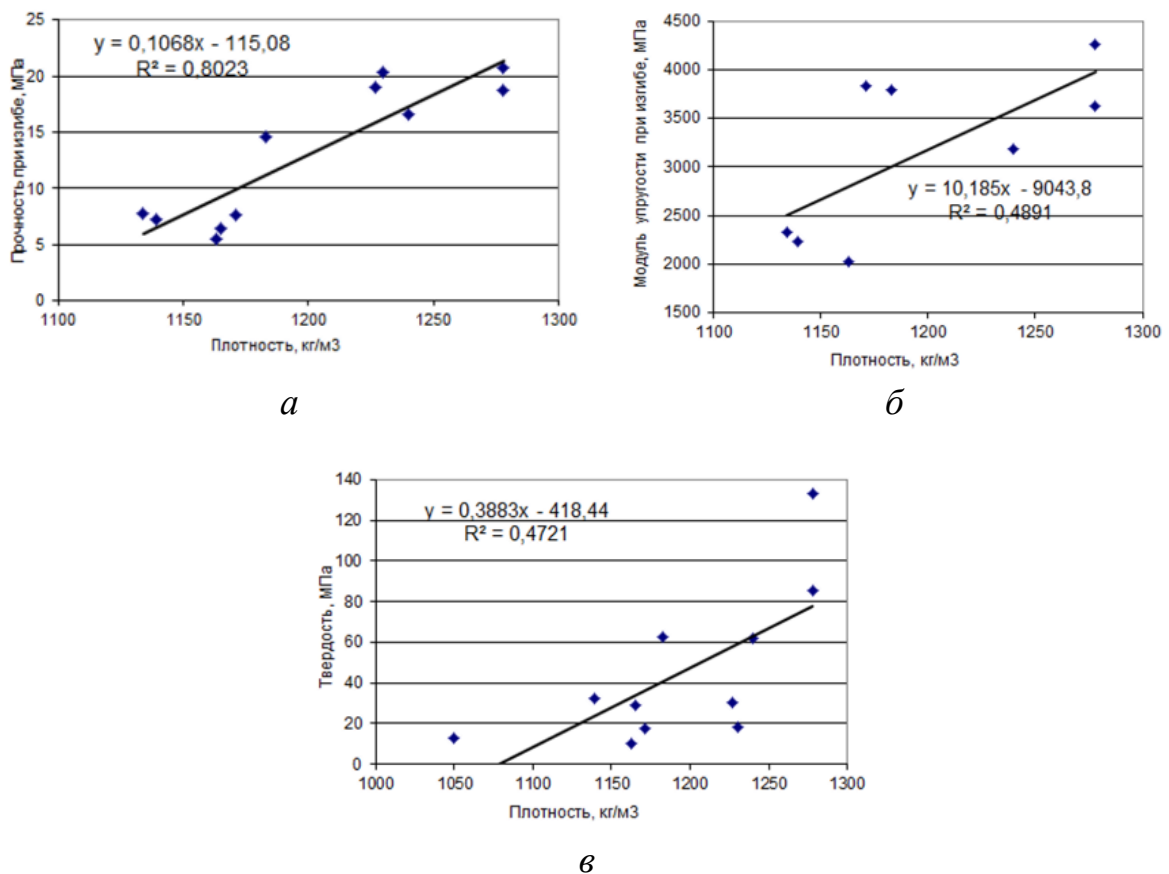 25
20
15
10
5
0
Прочность при изгибе, МПа
y = 0,1068x - 115,08
R² = 0,8023
1100 1150 1200 1250 1300
Плотность, кг/м3
а
4500
4000
3500
3000
2500
2000
1500
Модуль упругости при изгибе, МПа
y = 10,185x - 9043,8
R² = 0,4891
1100 1150 1200 1250 1300
Плотность, кг/м3
б
140
120
100
80
60
40
20
0
Твердость, МПа
y = 0,3883x - 418,44
R² = 0,4721
1000 1050 1100 1150 1200 1250 1300
Плотность, кг/м3
в